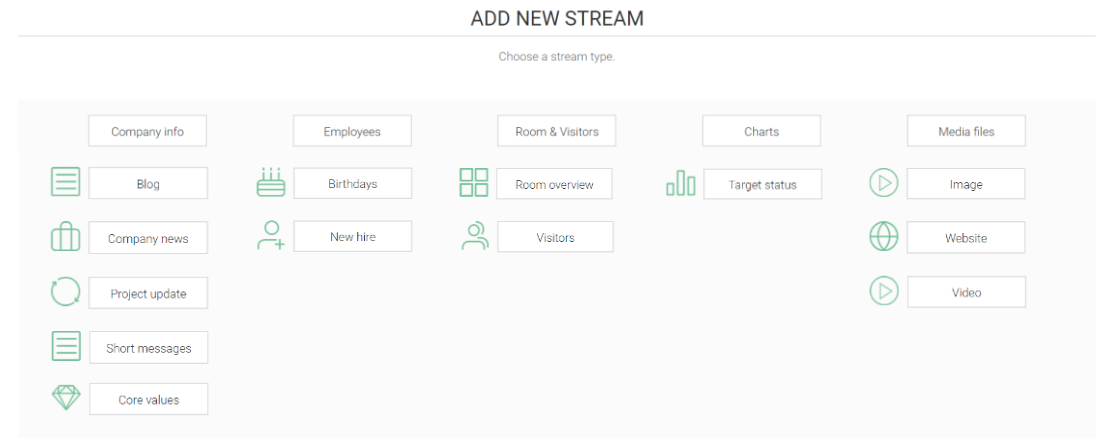 ADD NEW STREAM
Choose a stream type.
Company info
Employees
Room & Visitors
Charts
Media files
Blog
Birthdays
Room overview
Target status
Image
Company news
New hire
Visitors
Website
Project update
Video
Short messages
Core values